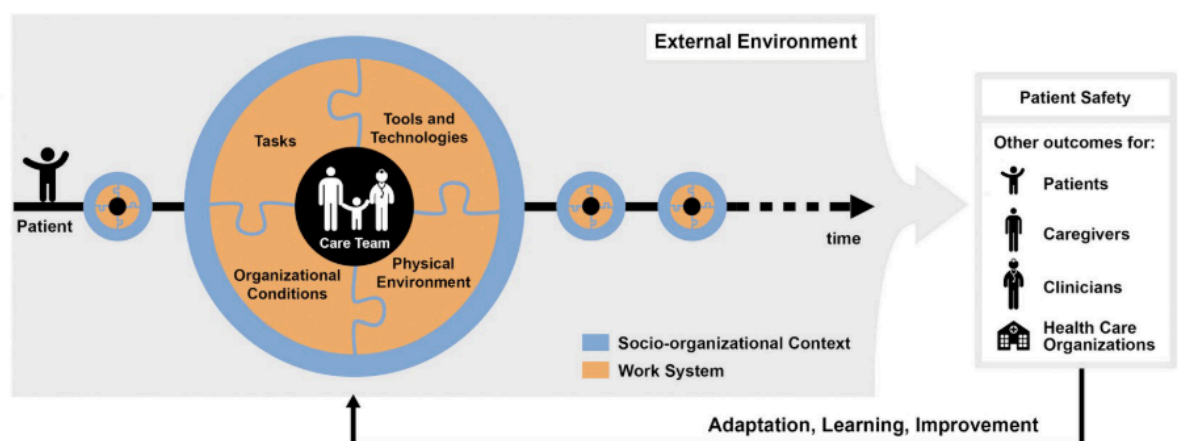 External Environment
Patient Safety
Other outcomes for:
Patients
Caregivers
Clinicians
Health Care
Organizations
Patient
Tasks
Tools and
Technologies
Care Team
Organizational
Conditions
Physical
Environment
time
Socio-organizational Context
Work System
Adaptation, Learning, Improvement